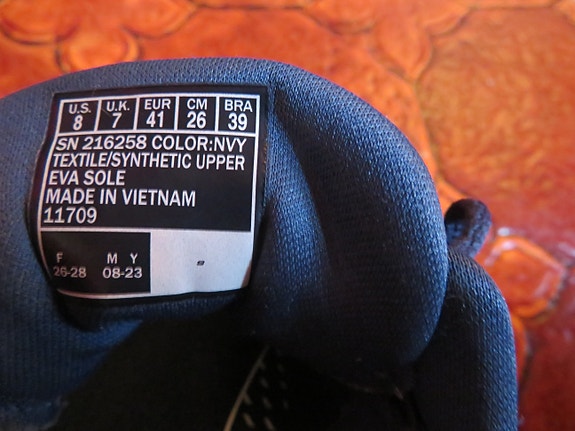 U.S. U.K. EUR CM BRA
8 7 41 26 39
SN 216258 COLOR:NVY
TEXTILE/SYNTHETIC UPPER
EVA SOLE
MADE IN VIETNAM
11709
F M Y
26-28 08-23